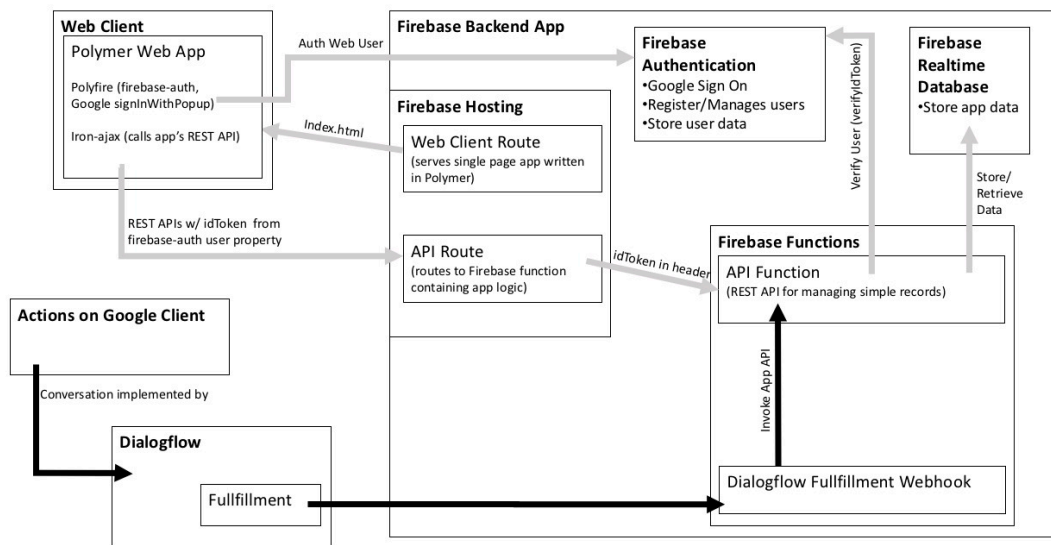 Web Client
Polymer Web App
Polyfire (firebase-auth,
Google signInWithPopup)
Iron-ajax (calls app's REST API)
Auth Web User
Index.html
REST APIs w/ idToken from
firebase-auth user property
Firebase Backend App
Firebase Hosting
Web Client Route
(serves single page app written
in Polymer)
API Route
(routes to Firebase function
containing app logic)
idToken in header
Firebase
Authentication
•Google Sign On
•Register/Manages users
•Store user data
Verify User (verifyIdToken)
Firebase
Realtime
Database
•Store app data
Store/
Retrieve
Data
Firebase Functions
API Function
(REST API for managing simple records)
Invoke App API
Dialogflow Fullfillment Webhook
Actions on Google Client
Conversation implemented by
Dialogflow
Fullfillment